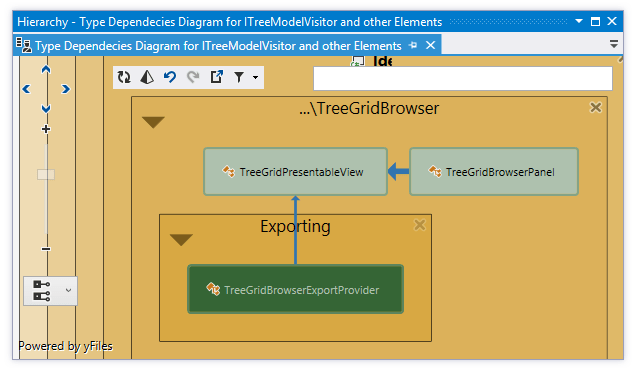 Hierarchy - Type Dependecies Diagram for ITreeModelVisitor and other Elements
Type Dependecies Diagram for ITreeModelVisitor and other Elements
Ide
...\TreeGridBrowser
TreeGridPresentableView
TreeGridBrowserPanel
Exporting
TreeGridBrowserExportProvider
Powered by yFiles